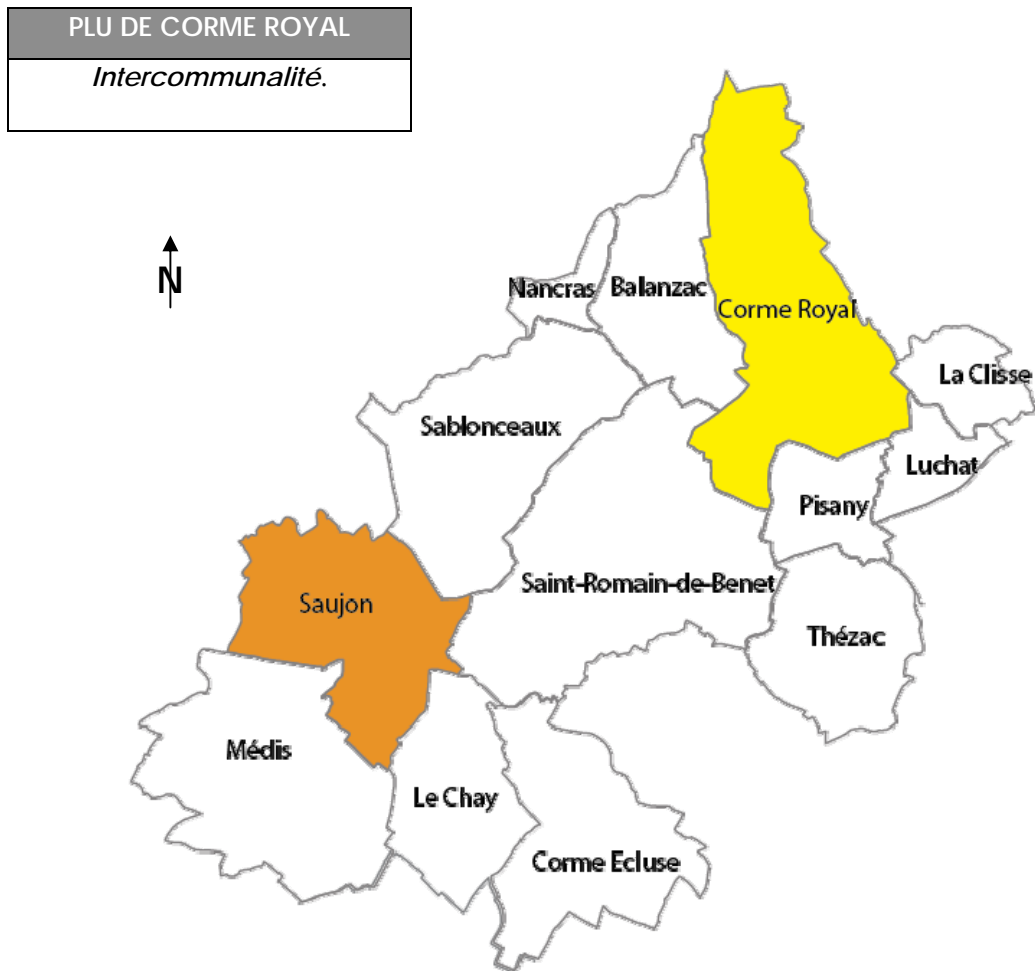 PLU DE CORME ROYAL
Intercommunalité.
N
Nancras
Balanzac
Corme Royal
La Clisse
Sablonceaux
Luchat
Pisany
Saint-Romain-de-Benet
Saujon
Thézac
Médis
Le Chay
Corme Ecluse